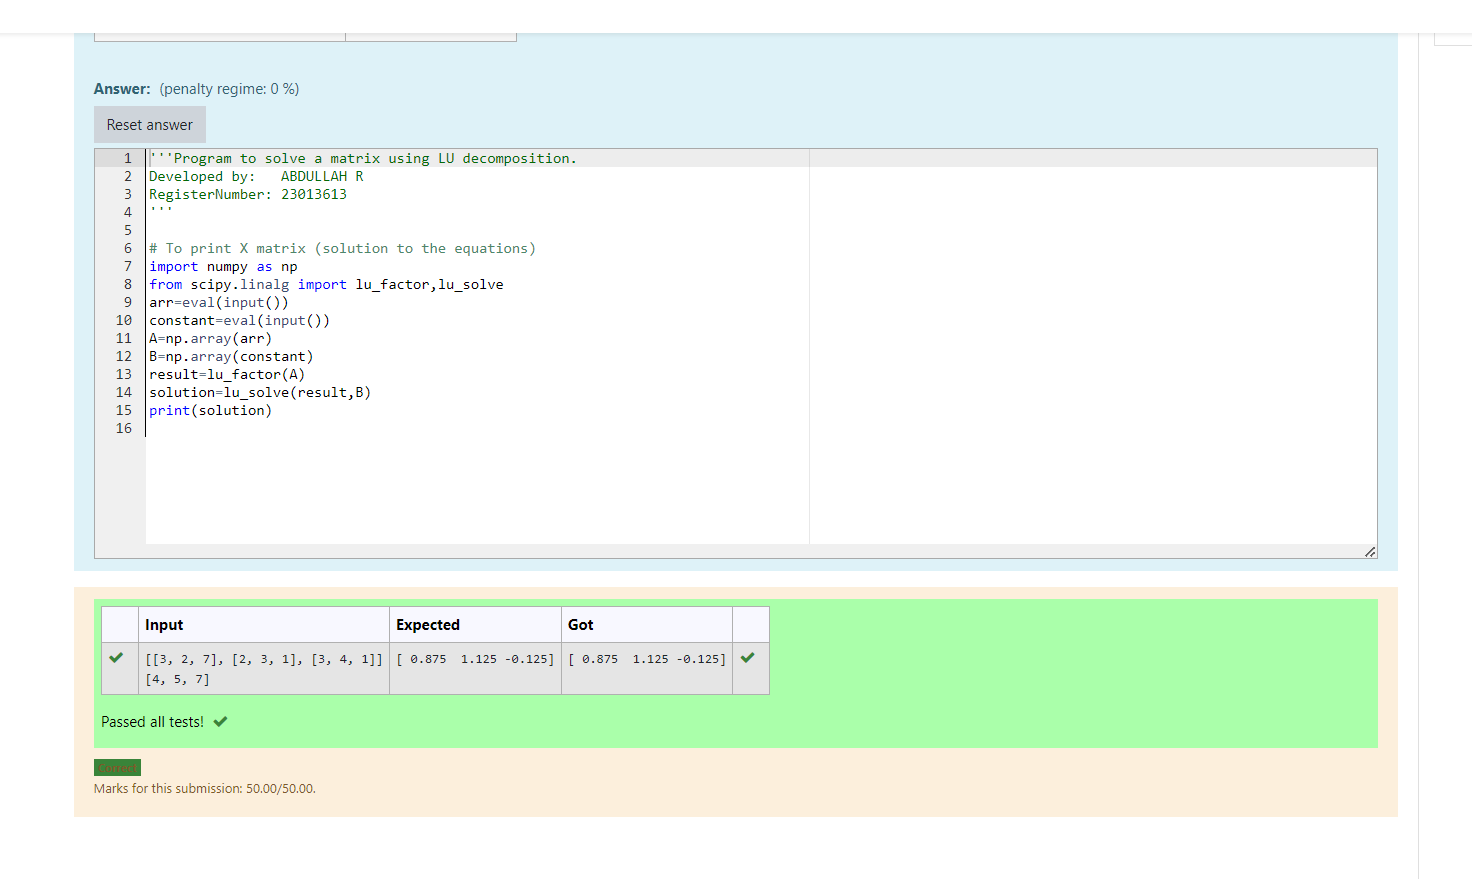 Answer: (penalty regime: 0 %)
Reset answer
1 '''Program to solve a matrix using LU decomposition.
2 Developed by:   ABDULLAH R
3 RegisterNumber: 23013613
4 '''
5
6 # To print X matrix (solution to the equations)
7 import numpy as np
8 from scipy.linalg import lu_factor,lu_solve
9 arr=eval(input())
10 constant=eval(input())
11 A=np.array(arr)
12 B=np.array(constant)
13 result=lu_factor(A)
14 solution=lu_solve(result,B)
15 print(solution)
16
Input Expected Got
[[3, 2, 7], [2, 3, 1], [3, 4, 1]] [ 0.875  1.125 -0.125] [ 0.875  1.125 -0.125]
[4, 5, 7]
Passed all tests!
Correct
Marks for this submission: 50.00/50.00.